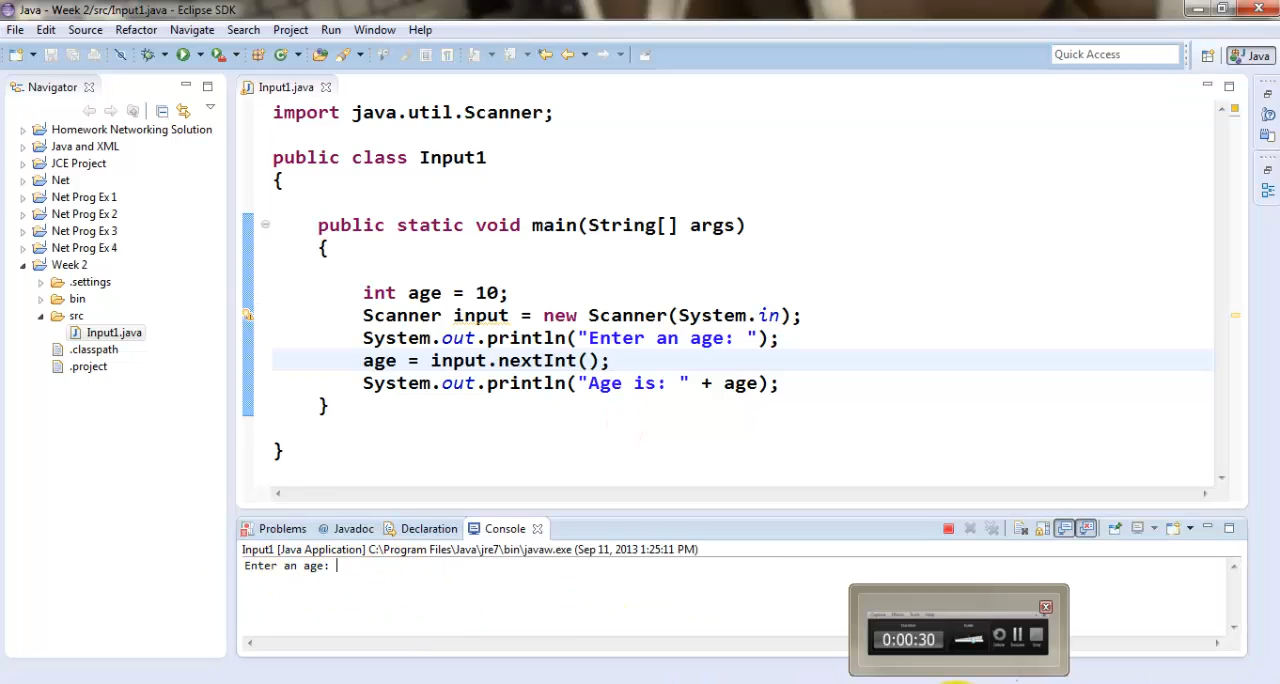 Java - Week 2/src/Input1.java - Eclipse SDK
File Edit Source Refactor Navigate Search Project Run Window Help
Quick Access
Java
Navigator
Input1.java
Homework Networking Solution
Java and XML
JCE Project
Net
Net Prog Ex 1
Net Prog Ex 2
Net Prog Ex 3
Net Prog Ex 4
Week 2
.settings
bin
src
Input1.java
.classpath
.project
import java.util.Scanner;
public class Input1
{
public static void main(String[] args)
{
int age = 10;
Scanner input = new Scanner(System.in);
System.out.println("Enter an age: ");
age = input.nextInt();
System.out.println("Age is: " + age);
}
}
Problems @ Javadoc Declaration Console
Input1 [Java Application] C:\Program Files\Java\jre7\bin\javaw.exe (Sep 11, 2013 1:25:11 PM)
Enter an age:
0:00:30